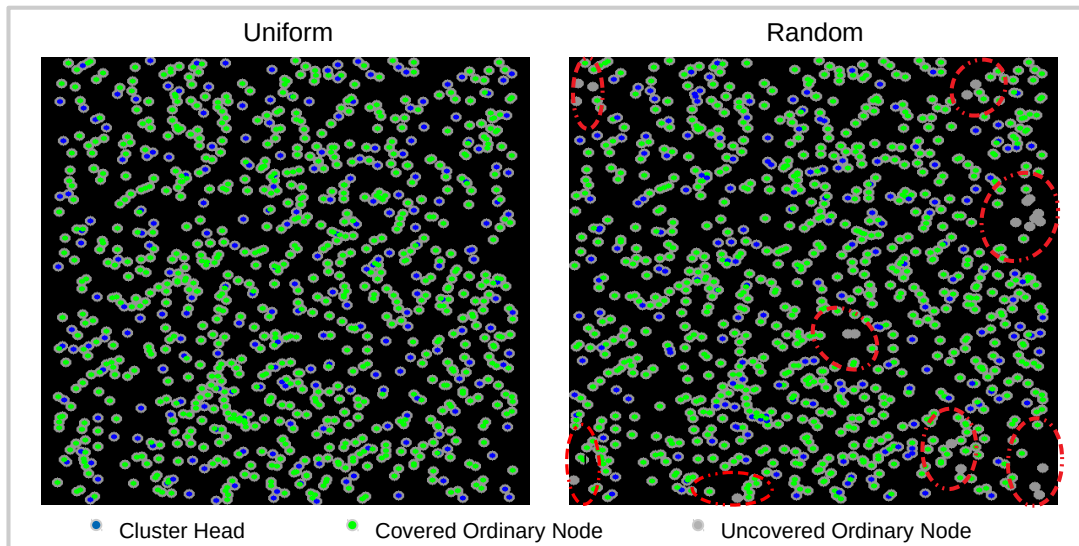 Uniform
Random
Cluster Head
Covered Ordinary Node
Uncovered Ordinary Node